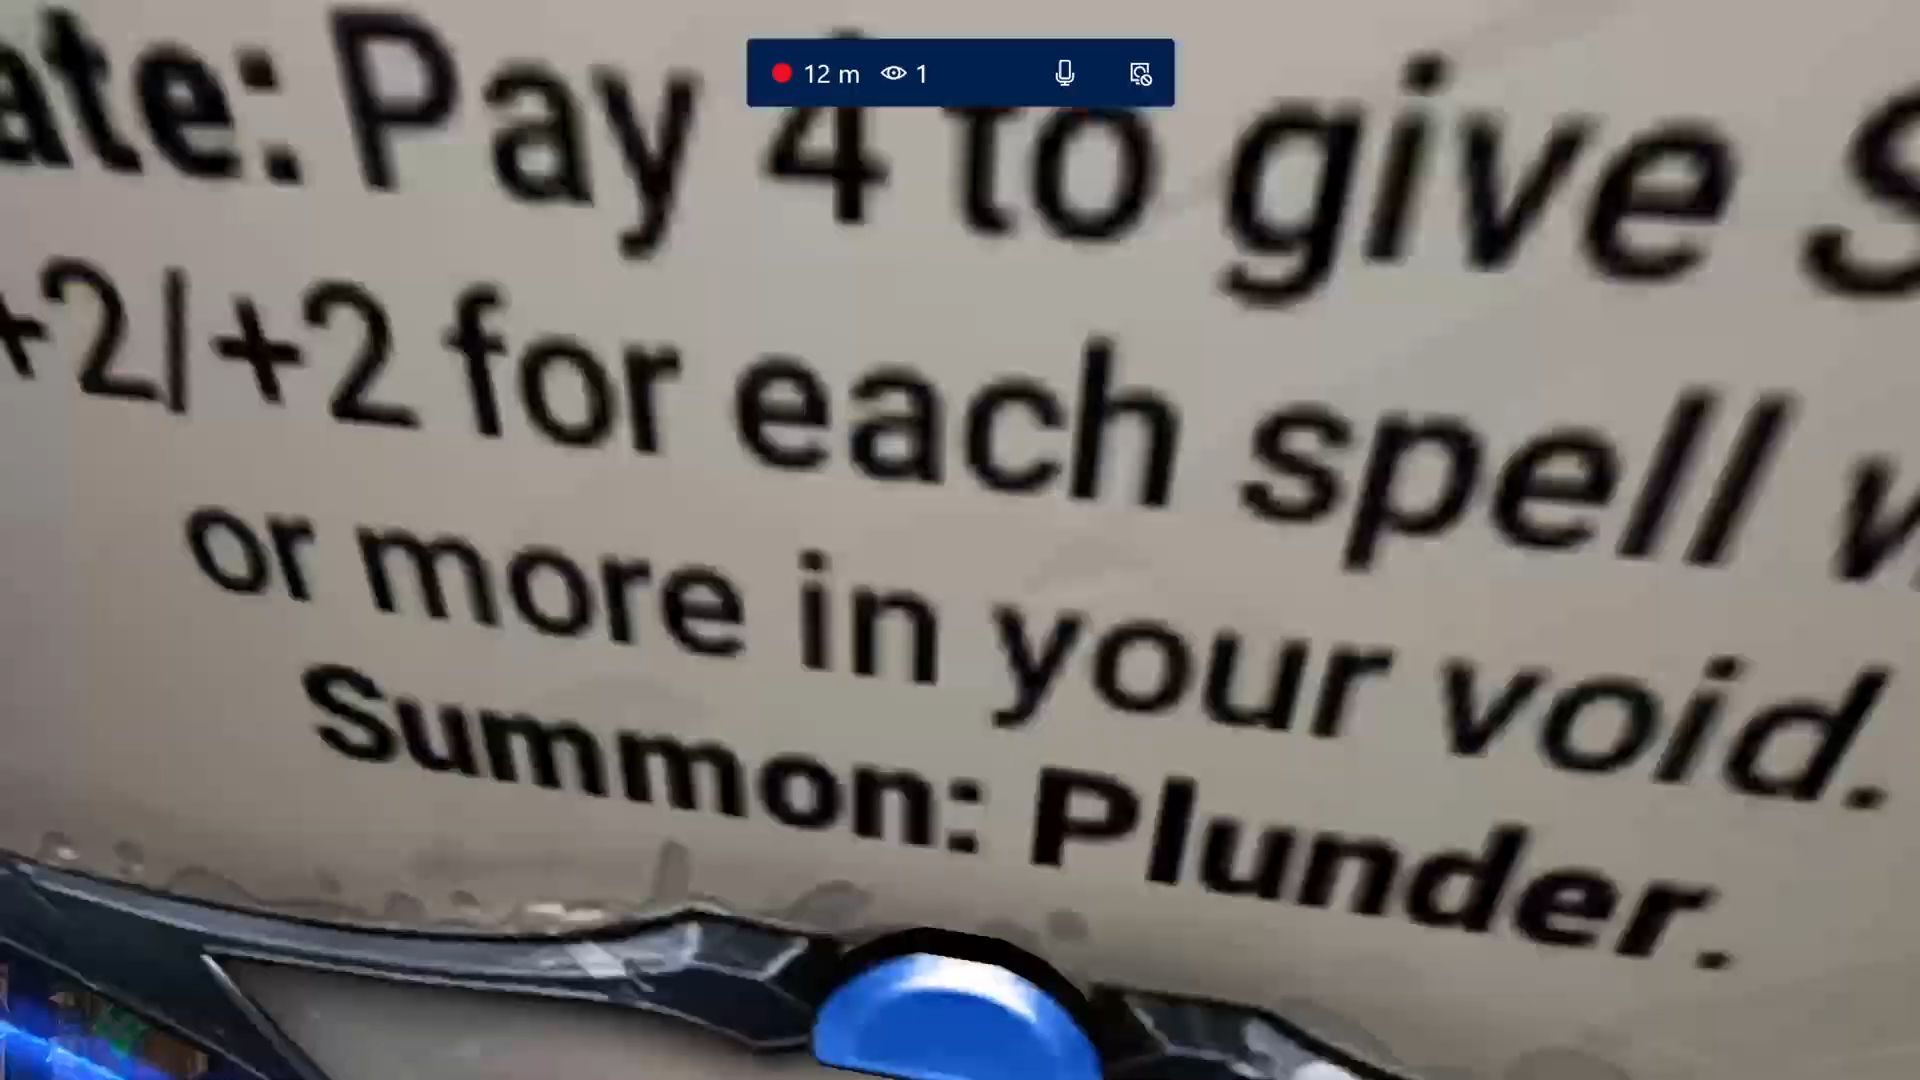 12 m 1
ate: Pay 4 to give S
+2/+2 for each spell w
or more in your void.
Summon: Plunder.